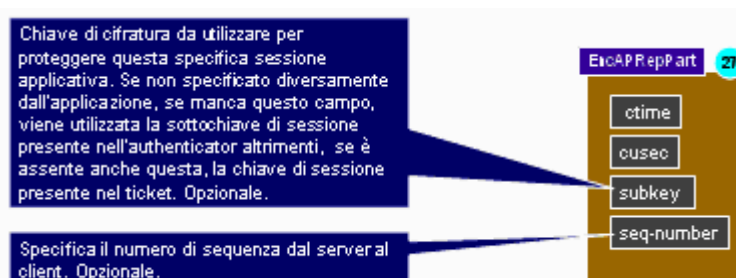 Chiave di cifratura da utilizzare per
proteggere questa specifica sessione
applicativa. Se non specificato diversamente
dall'applicazione, se manca questo campo,
viene utilizzata la sottochiave di sessione
presente nell'authenticator altrimenti, se è
assente anche questa, la chiave di sessione
presente nel ticket. Opzionale.
EncAPRepPart
27
ctime
cusec
subkey
seq-number
Specifica il numero di sequenza dal server al
client. Opzionale.